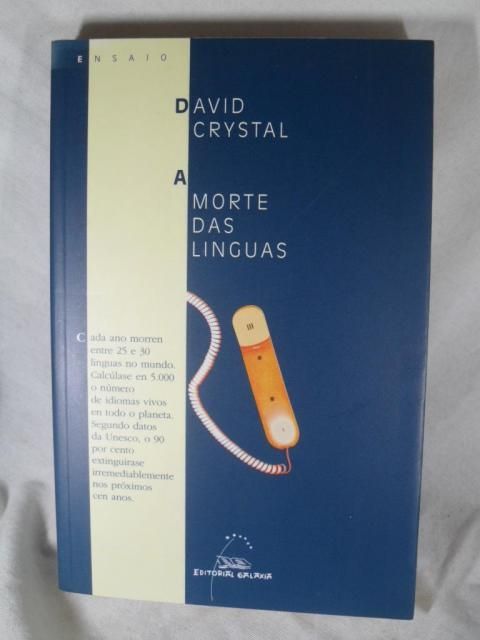 ENSAIO
DAVID
CRYSTAL
A
MORTE
DAS
LINGUAS
Cada ano morren
entre 25 e 30
linguas no mundo.
Calcúlase en 5.000
o número
de idiomas vivos
en todo o planeta.
Segundo datos
da Unesco, o 90
por cento
extinguirase
irremediablemente
nos próximos
cen anos.
EDITORIAL GALAXIA